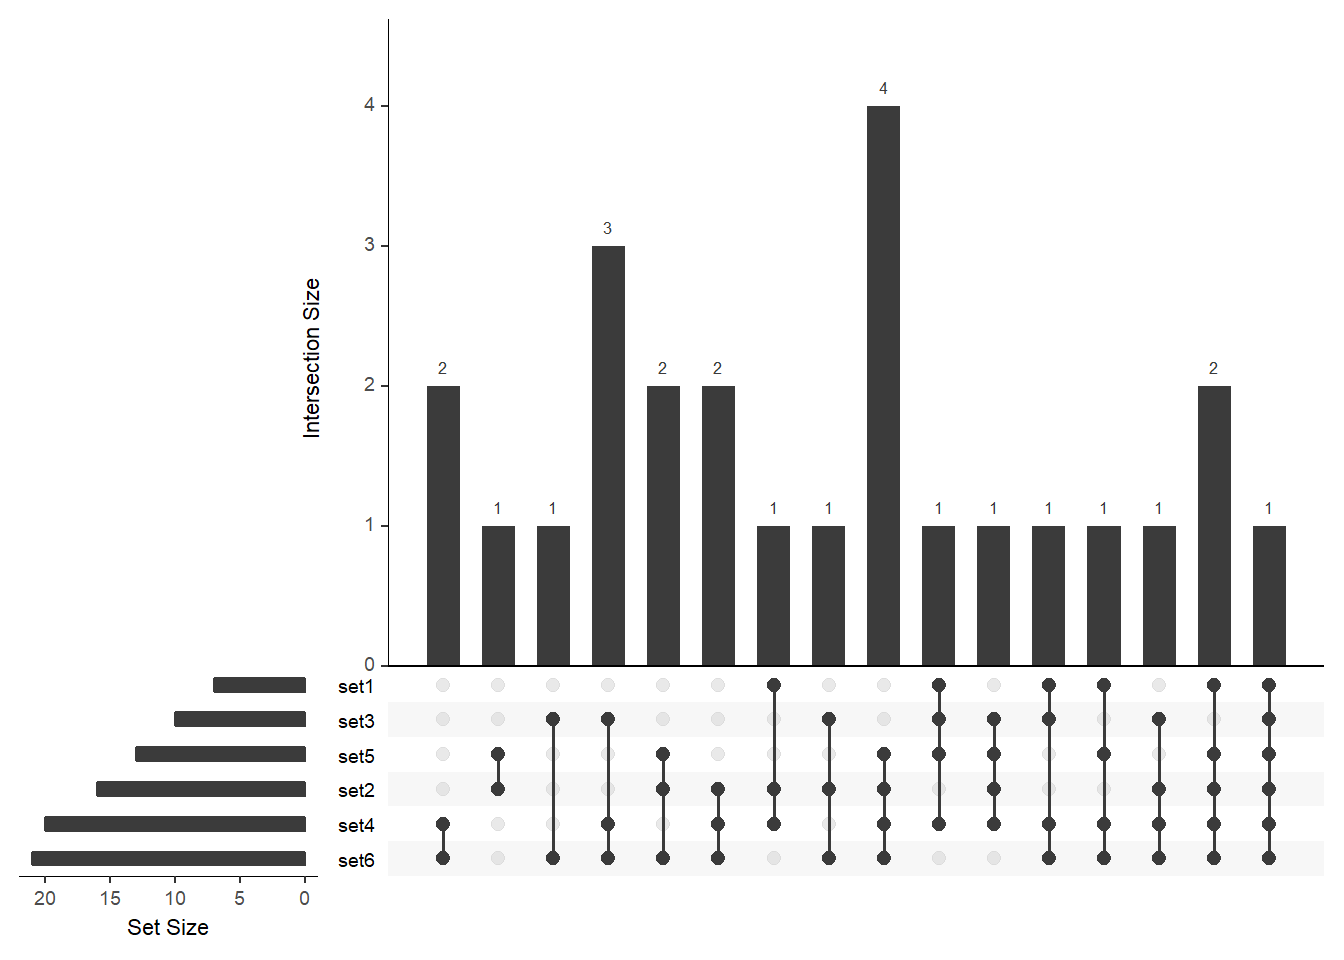 4
4
3
3
Intersection Size
2
2 2 2 2
1
1 1 1 1 1 1 1 1 1 1
0
set1
set3
set5
set2
set4
set6
20 15 10 5 0
Set Size